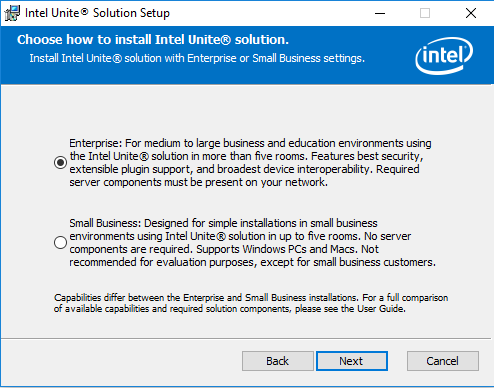 Intel Unite® Solution Setup
Choose how to install Intel Unite® solution.
Install Intel Unite® solution with Enterprise or Small Business settings.
intel
Enterprise: For medium to large business and education environments using
the Intel Unite® solution in more than five rooms. Features best security,
extensible plugin support, and broadest device interoperability. Required
server components must be present on your network.
Small Business: Designed for simple installations in small business
environments using Intel Unite® solution in up to five rooms. No server
components are required. Supports Windows PCs and Macs. Not
recommended for evaluation purposes, except for small business customers.
Capabilities differ between the Enterprise and Small Business installations. For a full comparison
of available capabilities and required solution components, please see the User Guide.
Back
Next
Cancel